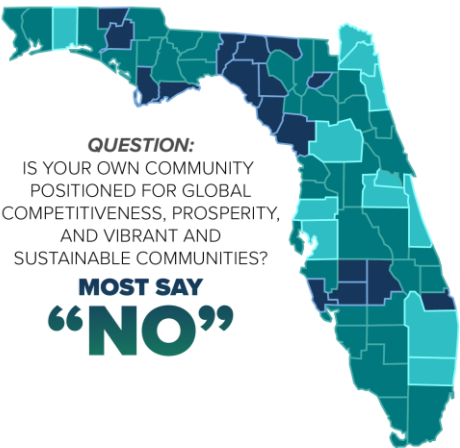 QUESTION:
IS YOUR OWN COMMUNITY
POSITIONED FOR GLOBAL
COMPETITIVENESS, PROSPERITY,
AND VIBRANT AND
SUSTAINABLE COMMUNITIES?
MOST SAY
“NO”